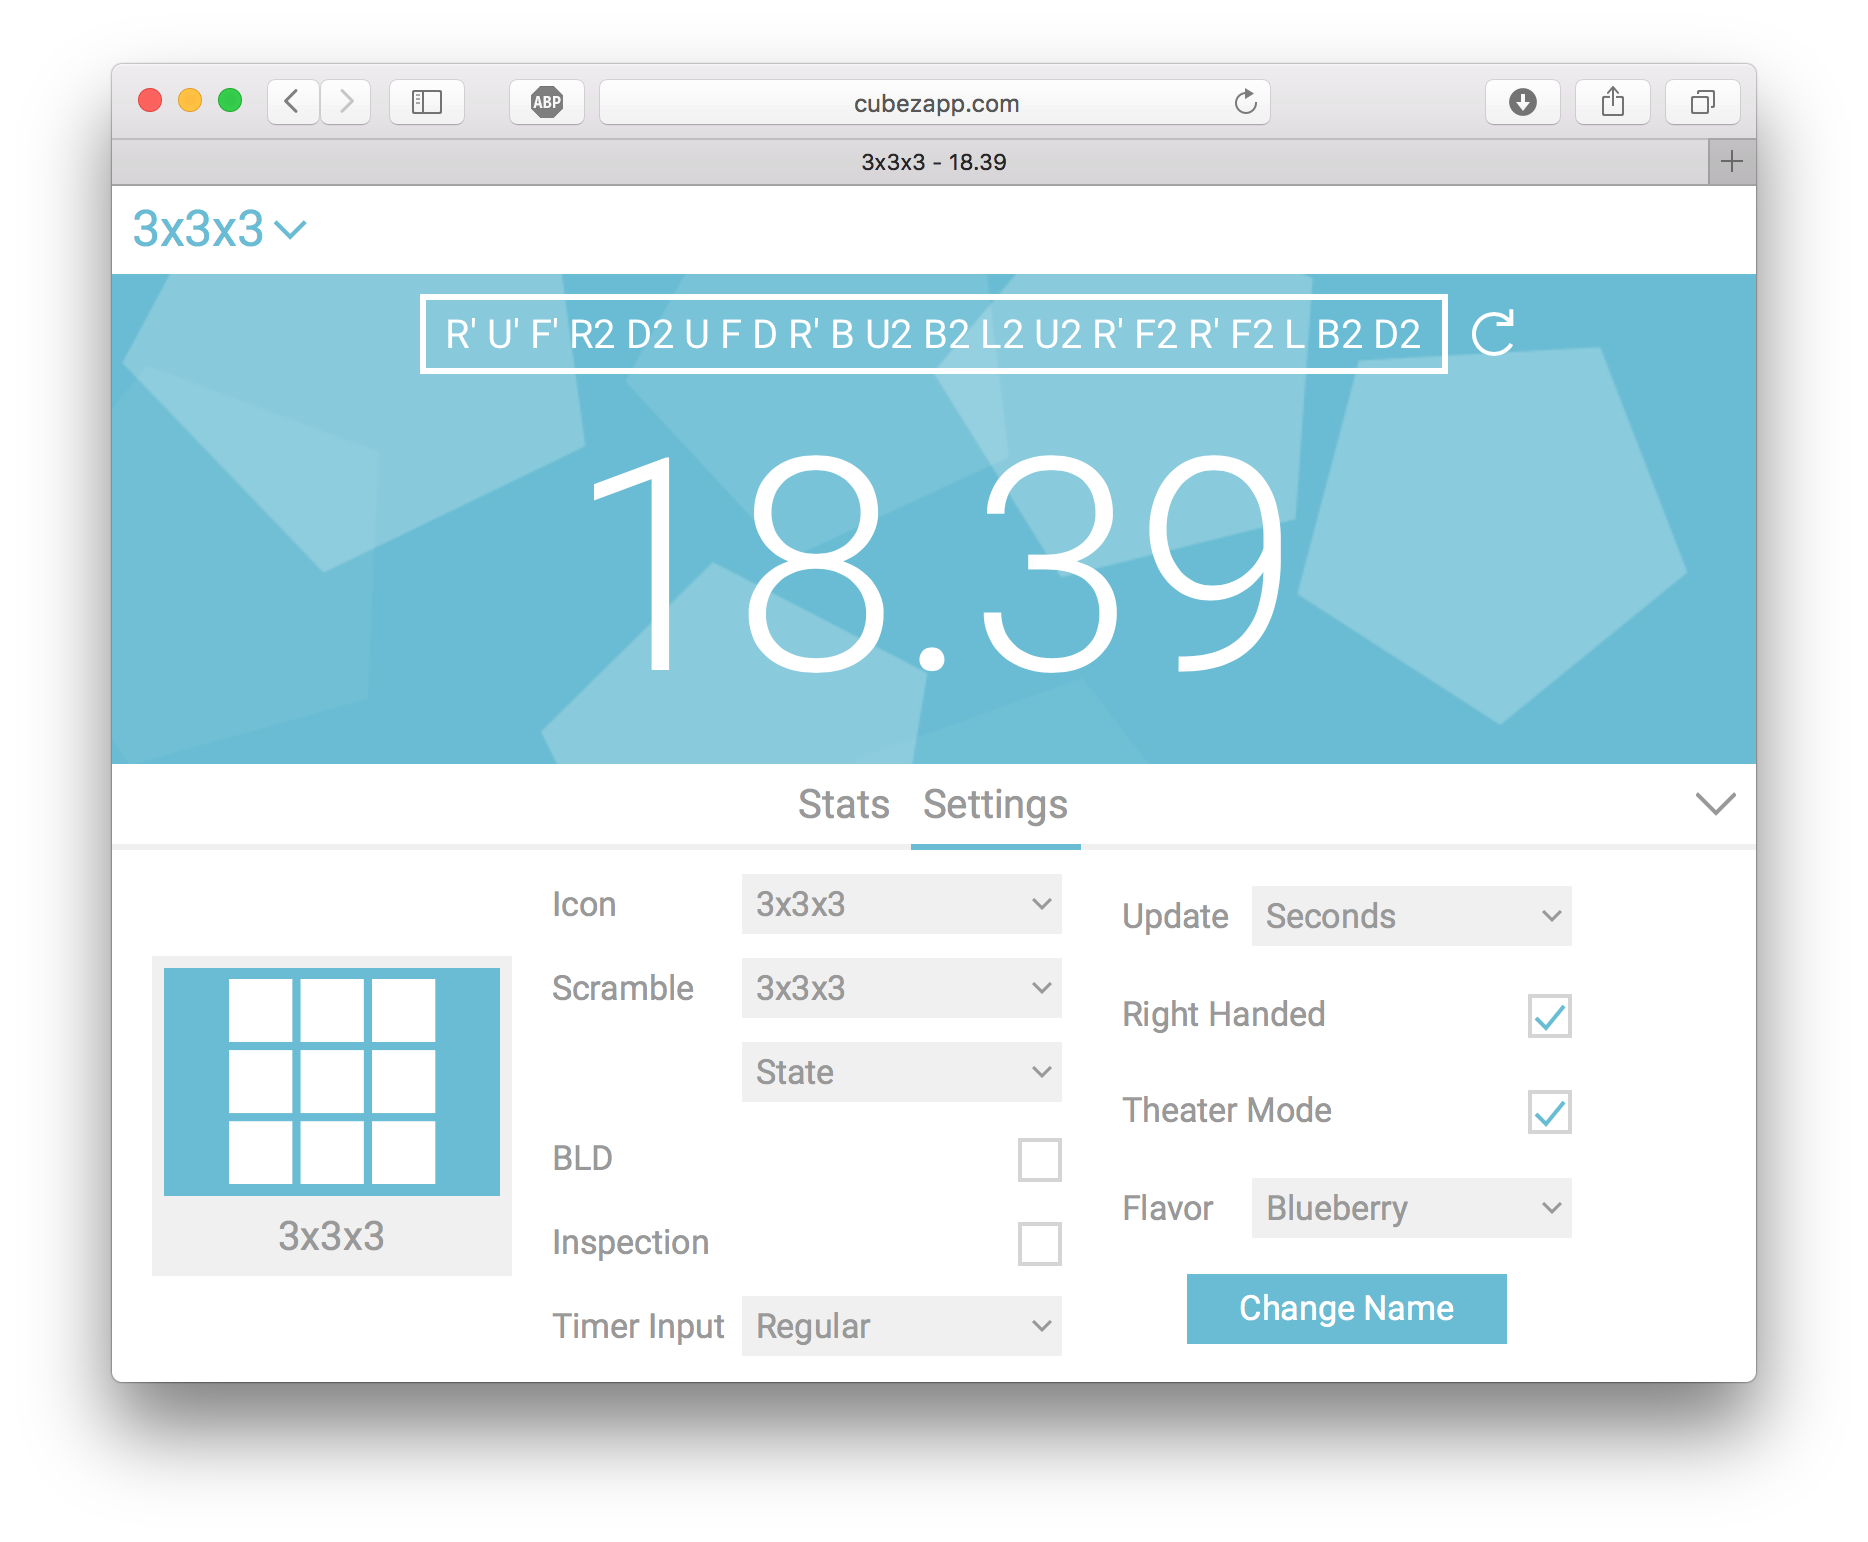 ABP
cubezapp.com
3x3x3 - 18.39
3x3x3
R' U' F' R2 D2 U F D R' B U2 B2 L2 U2 R' F2 R' F2 L B2 D2
18.39
Stats Settings
Icon 3x3x3
Scramble 3x3x3
State
BLD
Inspection
Timer Input Regular
Update Seconds
Right Handed
Theater Mode
Flavor Blueberry
Change Name
3x3x3